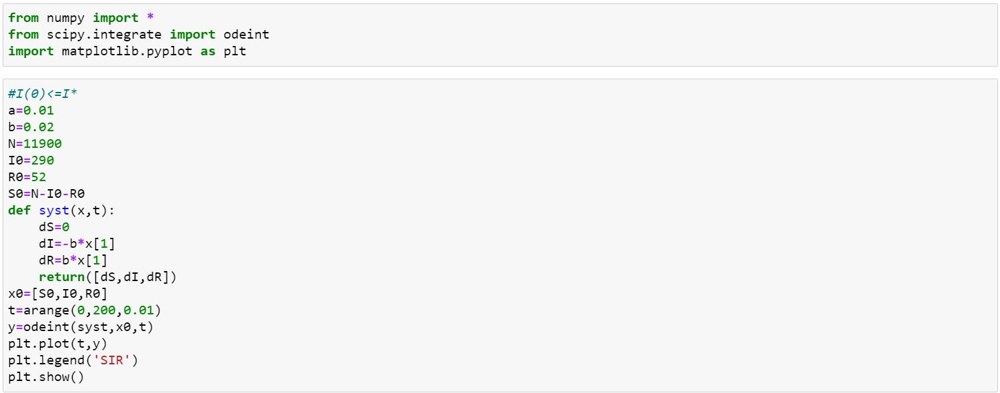 from numpy import *
from scipy.integrate import odeint
import matplotlib.pyplot as plt
#I(0)<=I*
a=0.01
b=0.02
N=11900
I0=290
R0=52
S0=N-I0-R0
def syst(x,t):
    dS=0
    dI=-b*x[1]
    dR=b*x[1]
    return([dS,dI,dR])
x0=[S0,I0,R0]
t=arange(0,200,0.01)
y=odeint(syst,x0,t)
plt.plot(t,y)
plt.legend('SIR')
plt.show()